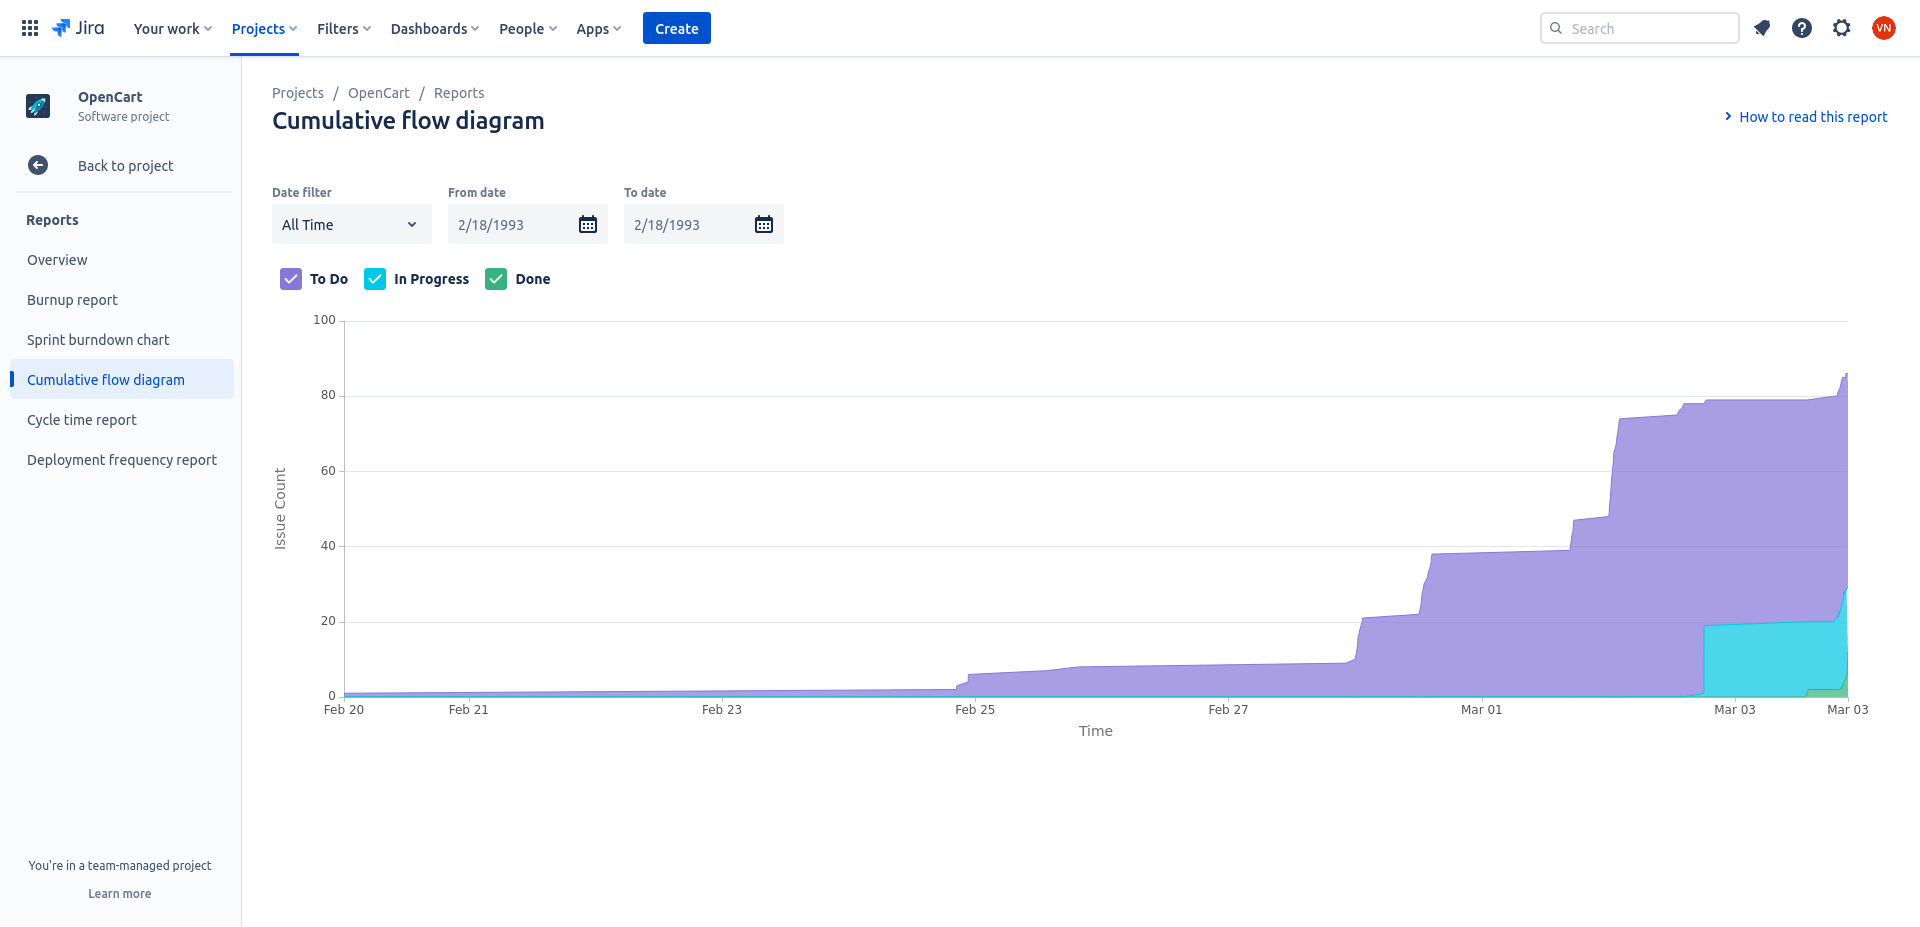 Jira
Your work
Projects
Filters
Dashboards
People
Apps
Create
Search
VN
OpenCart
Software project
Back to project
Reports
Overview
Burnup report
Sprint burndown chart
Cumulative flow diagram
Cycle time report
Deployment frequency report
You're in a team-managed project
Learn more
Projects / OpenCart / Reports
Cumulative flow diagram
How to read this report
Date filter
From date
To date
All Time
2/18/1993
2/18/1993
To Do
In Progress
Done
100
80
60
40
20
0
Issue Count
Feb 20
Feb 21
Feb 23
Feb 25
Feb 27
Mar 01
Mar 03
Mar 03
Time